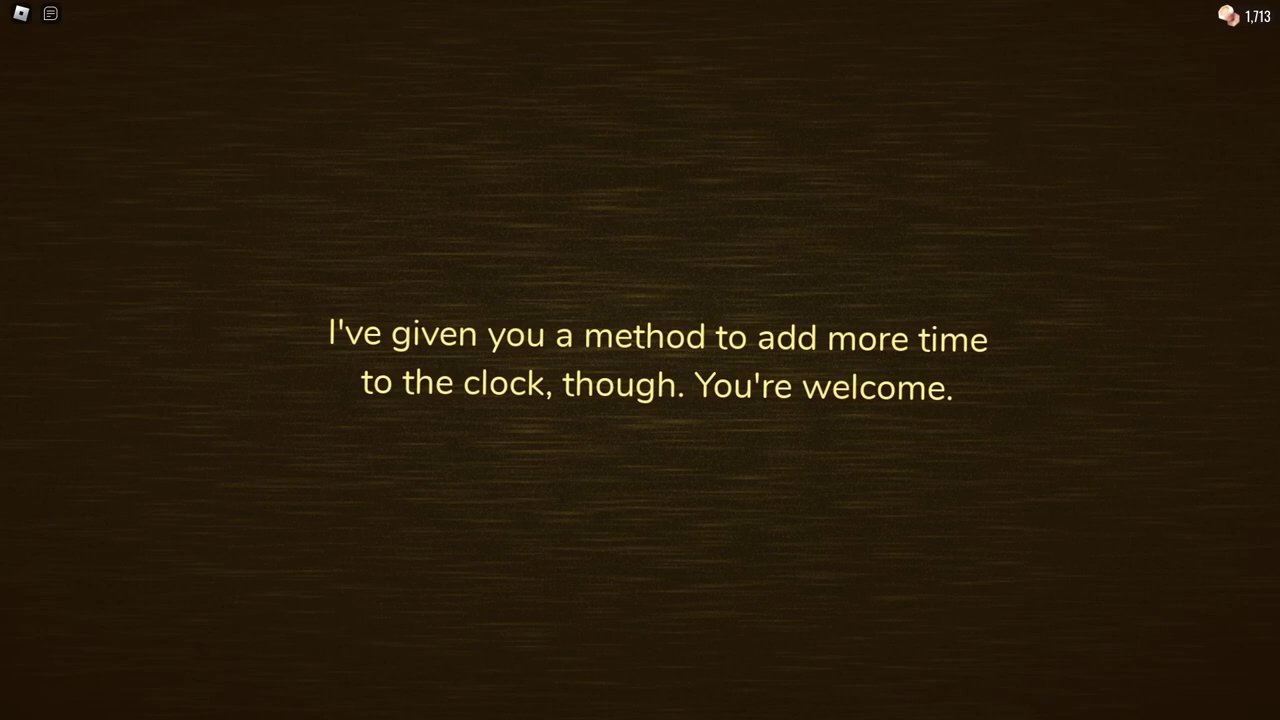 1,713
I've given you a method to add more time
to the clock, though. You're welcome.